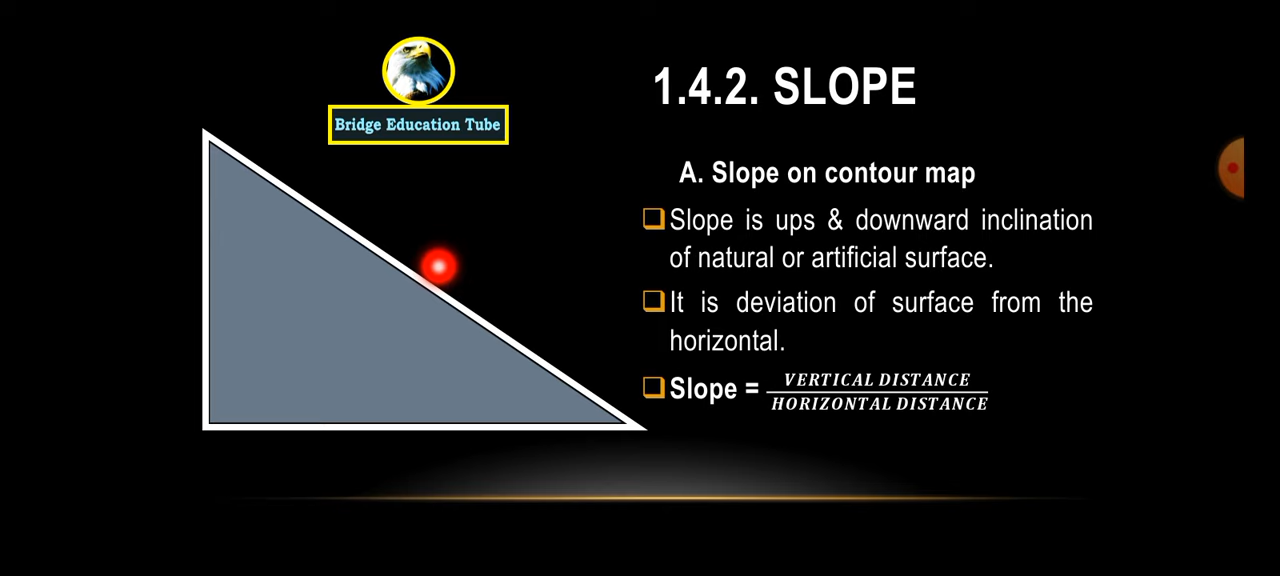 Bridge Education Tube
1.4.2. SLOPE
A. Slope on contour map
Slope is ups & downward inclination
of natural or artificial surface.
It is deviation of surface from the
horizontal.
Slope = VERTICAL DISTANCE
HORIZONTAL DISTANCE